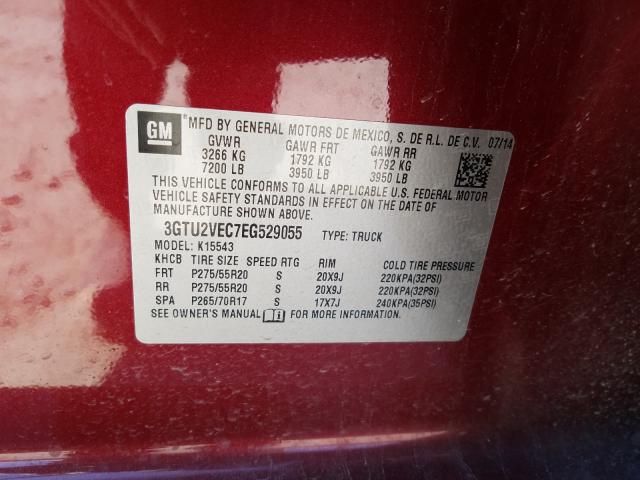 GM
*MFD BY GENERAL MOTORS DE MEXICO, S. DE R.L. DE C.V. 07/14
GVWR GAWR FRT GAWR RR
3266 KG 1792 KG 1792 KG
7200 LB 3950 LB 3950 LB
THIS VEHICLE CONFORMS TO ALL APPLICABLE U.S. FEDERAL MOTOR
VEHICLE SAFETY STANDARDS IN EFFECT ON THE DATE OF
MANUFACTURE SHOWN ABOVE.
3GTU2VEC7EG529055 TYPE: TRUCK
MODEL: K15543
KHCB TIRE SIZE SPEED RTG RIM COLD TIRE PRESSURE
FRT P275/55R20 S 20X9J 220KPA(32PSI)
RR P275/55R20 S 20X9J 220KPA(32PSI)
SPA P265/70R17 S 17X7J 240KPA(35PSI)
SEE OWNER'S MANUAL FOR MORE INFORMATION.